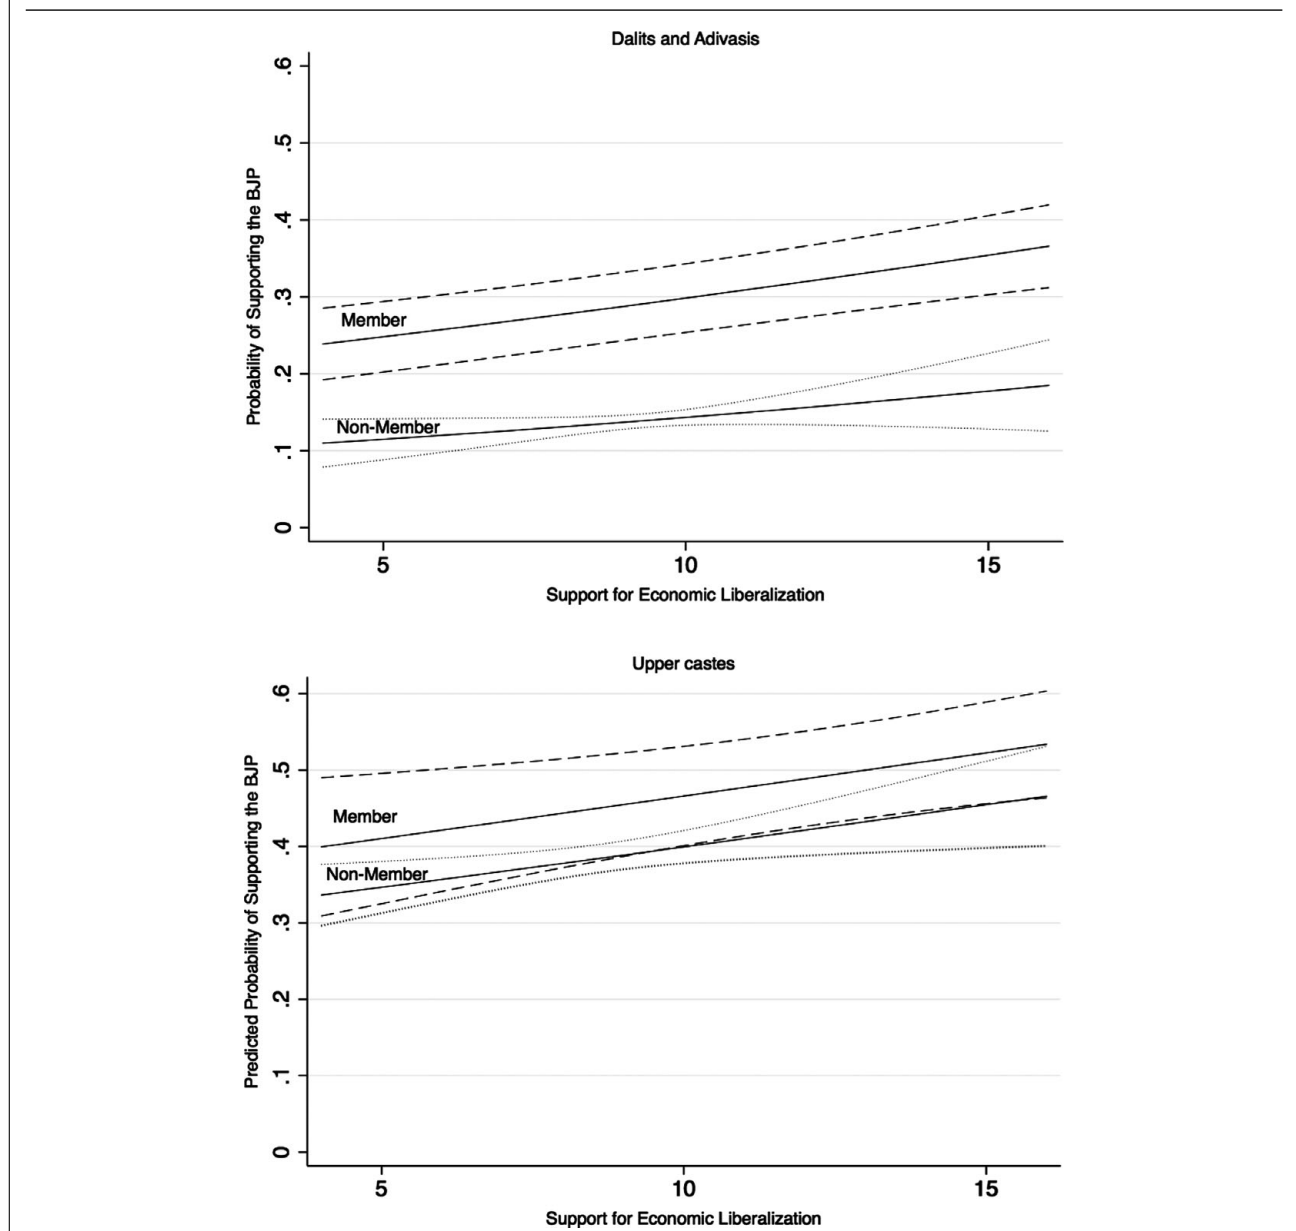 Dalits and Adivasis
Probability of Supporting the BJP
.6
.5
.4
.3
.2
.1
0
Member
Non-Member
5
10
15
Support for Economic Liberalization
Upper castes
Predicted Probability of Supporting the BJP
.6
.5
.4
.3
.2
.1
0
Member
Non-Member
5
10
15
Support for Economic Liberalization